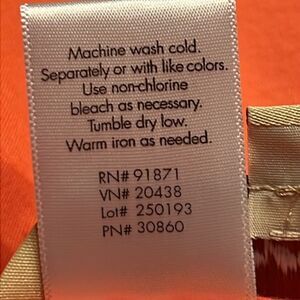 Machine wash cold.
Separately or with like colors.
Use non-chlorine
bleach as necessary.
Tumble dry low.
Warm iron as needed.
RN# 91871
VN# 20438
Lot# 250193
PN# 30860